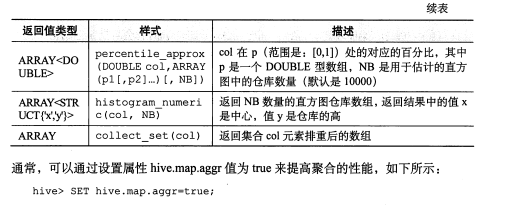 续表
返回值类型 样式 描述
ARRAY<DO percentile_approx col 在 p（范围是：[0,1]）处的对应的百分比，其中
UBLE> (DOUBLE col,ARRAY p 是一个 DOUBLE 型数组，NB 是用于估计的直方
(p1[,p2]…)[, NB]) 图中的仓库数量（默认是 10000）
ARRAY<STR histogram_numeri 返回 NB 数量的直方图仓库数组，返回结果中的值 x
UCT{'x','y'}> c(col, NB) 是中心，值 y 是仓库的高
ARRAY collect_set(col) 返回集合 col 元素排重后的数组
通常，可以通过设置属性 hive.map.aggr 值为 true 来提高聚合的性能，如下所示：
hive> SET hive.map.aggr=true;